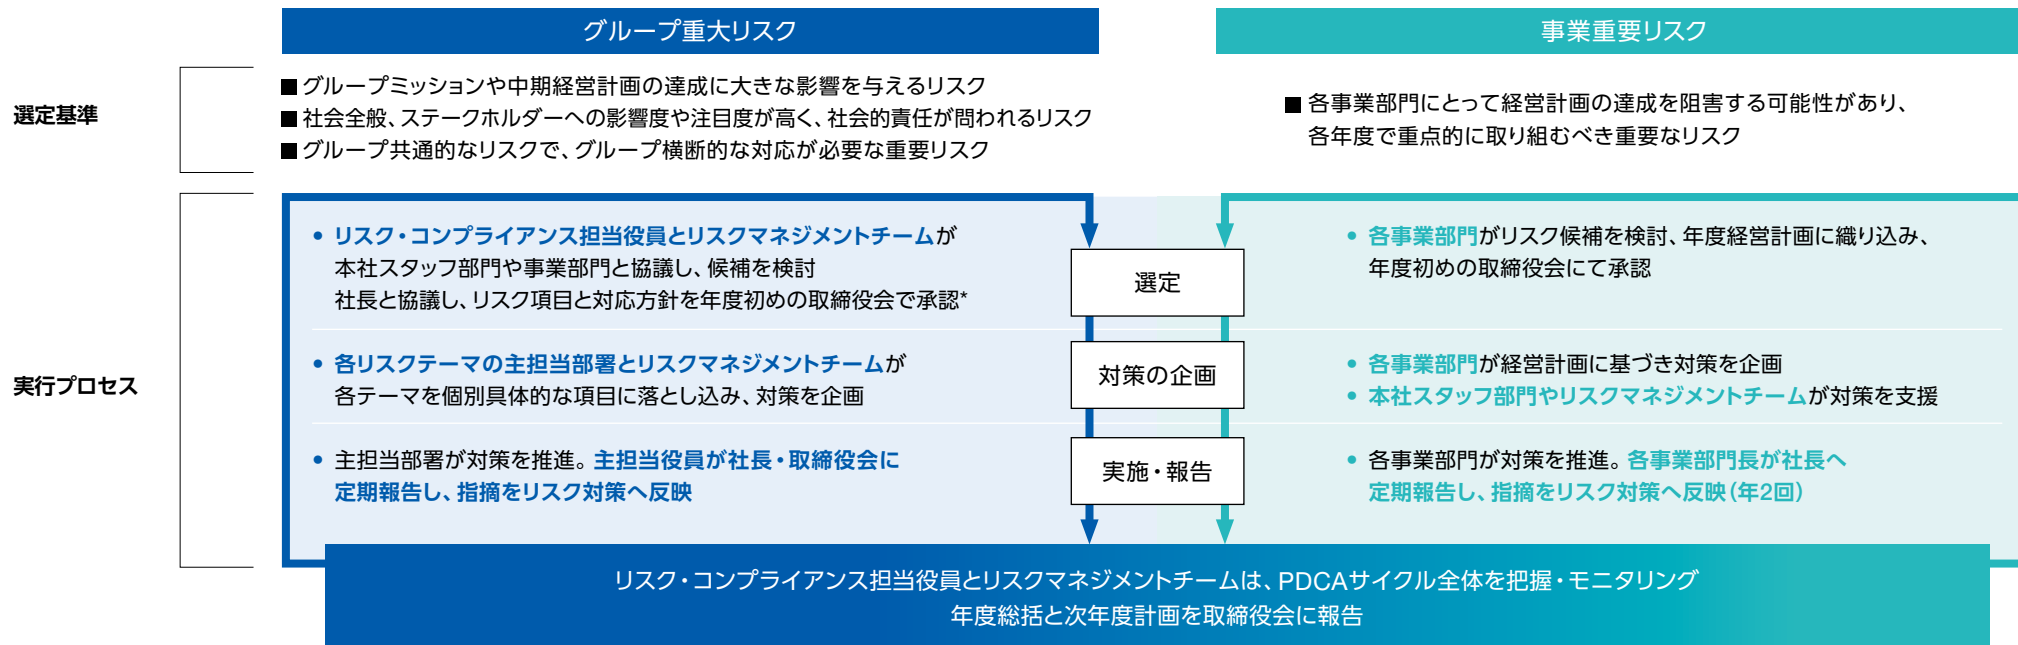 グループ重大リスク
事業重要リスク
選定基準
■ グループミッションや中期経営計画の達成に大きな影響を与えるリスク
■ 社会全般、ステークホルダーへの影響度や注目度が高く、社会的責任が問われるリスク
■ グループ共通的なリスクで、グループ横断的な対応が必要な重要リスク
■ 各事業部門にとって経営計画の達成を阻害する可能性があり、
各年度で重点的に取り組むべき重要なリスク
実行プロセス
• リスク・コンプライアンス担当役員とリスクマネジメントチームが
本社スタッフ部門や事業部門と協議し、候補を検討
社長と協議し、リスク項目と対応方針を年度初めの取締役会で承認*
選定
• 各事業部門がリスク候補を検討、年度経営計画に織り込み、
年度初めの取締役会にて承認
• 各リスクテーマの主担当部署とリスクマネジメントチームが
各テーマを個別具体的な項目に落とし込み、対策を企画
対策の企画
• 各事業部門が経営計画に基づき対策を企画
• 本社スタッフ部門やリスクマネジメントチームが対策を支援
• 主担当部署が対策を推進。主担当役員が社長・取締役会に
定期報告し、指摘をリスク対策へ反映
実施・報告
• 各事業部門が対策を推進。各事業部門長が社長へ
定期報告し、指摘をリスク対策へ反映（年2回）
リスク・コンプライアンス担当役員とリスクマネジメントチームは、PDCAサイクル全体を把握・モニタリング
年度総括と次年度計画を取締役会に報告